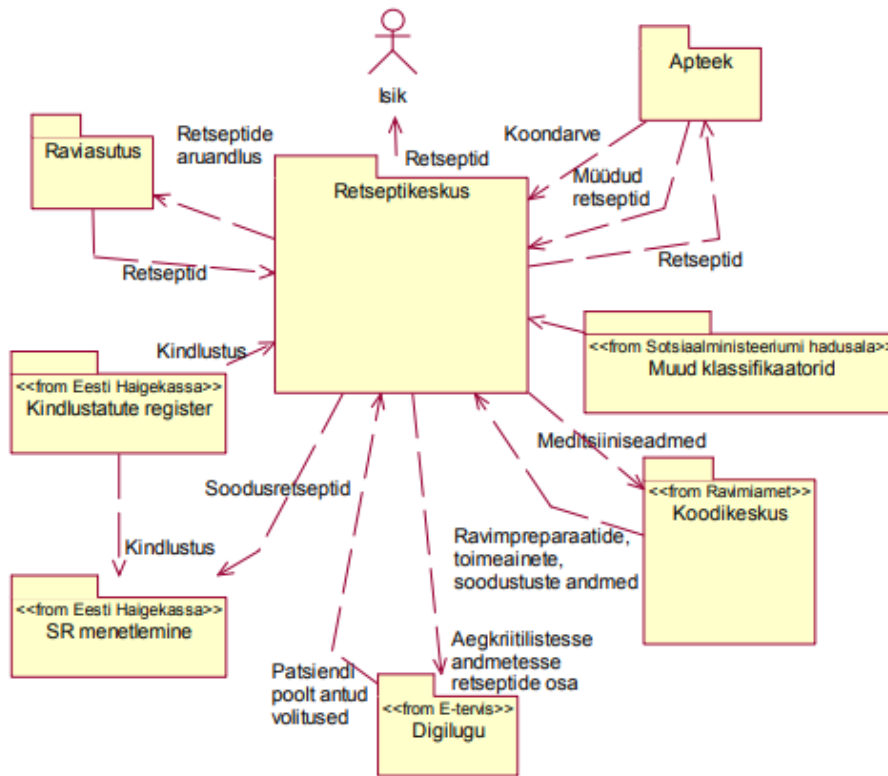 Isik
Apteek
Raviasutus
Retseptide
aruandlus
Retseptid
Koondarve
Retseptikeskus
Müüdud
retseptid
Retseptid
Retseptid
Kindlustus
<<from Sotsiaalministeeriumi hadusala>>
Muud klassifikaatorid
<<from Eesti Haigekassa>>
Kindlustatute register
Meditsiiniseadmed
Soodusretseptid
<<from Ravimiamet>>
Koodikeskus
Ravimpreparaatide,
toimeainete,
soodustuste andmed
Kindlustus
<<from Eesti Haigekassa>>
SR menetlemine
Patsiendi
poolt antud
volitused
Aegkriitilistesse
andmetesse
retseptide osa
<<from E-tervis>>
Digilugu